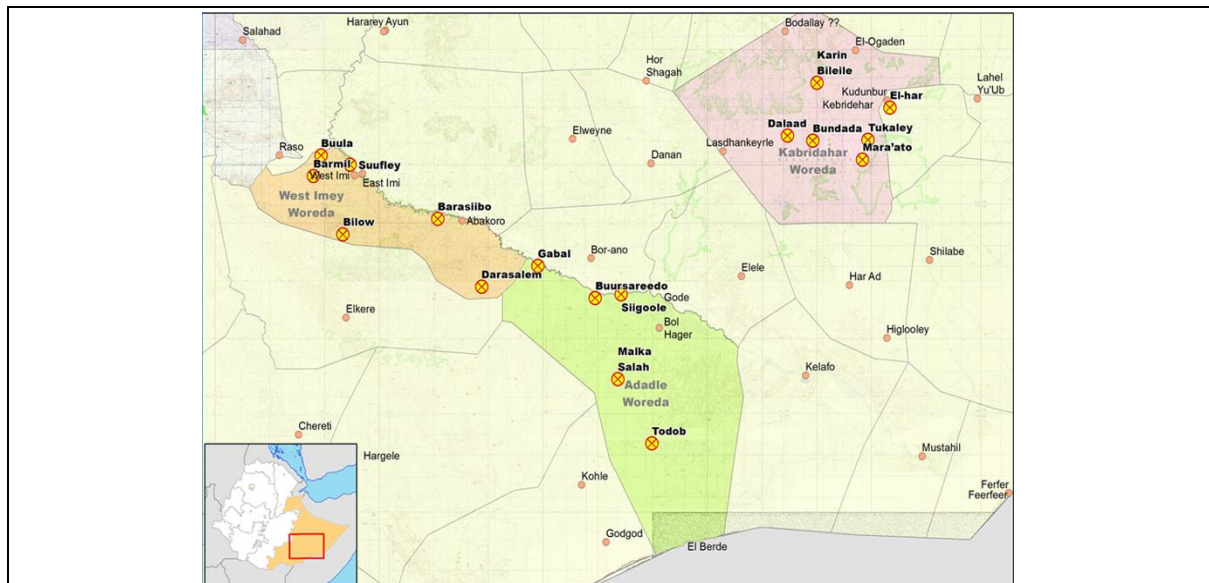 Salahad
Hararey Ayun
Bodallay ??
El-Ogaden
Hor
Shagah
Karin
Bileile
Lahel
Yu'Ub
Kudunbur
Kebridehar
El-har
Elweyne
Dalaad
Bundada
Tukaley
Raso
Buula
Lasdhankeyrle
Kabridahar
Woreda
Mara'ato
Danan
Barmil
Suufley
West Imi
East Imi
West Imey
Woreda
Barasiibo
Abakoro
Bilow
Gabal
Bor-ano
Shilabe
Elele
Har Ad
Darasalem
Buursareedo
Gode
Siigoole
Elkere
Bol
Hager
Higlooley
Malka
Salah
Kelafo
Adadle
Woreda
Chereti
Todob
Hargele
Mustahil
Kohle
Ferfer
Feerfeer
Godgod
El Berde